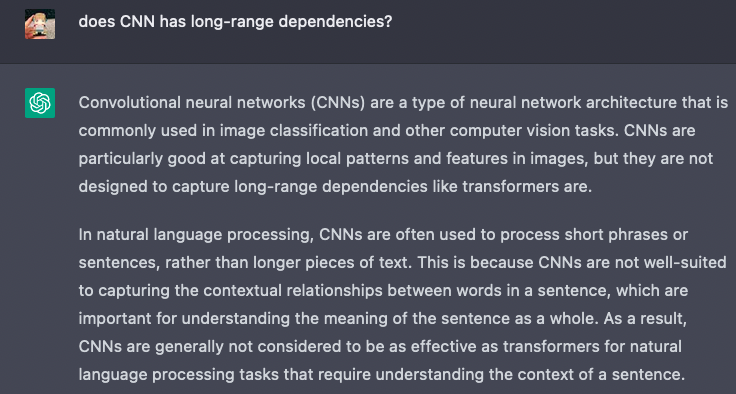 does CNN has long-range dependencies?
Convolutional neural networks (CNNs) are a type of neural network architecture that is
commonly used in image classification and other computer vision tasks. CNNs are
particularly good at capturing local patterns and features in images, but they are not
designed to capture long-range dependencies like transformers are.
In natural language processing, CNNs are often used to process short phrases or
sentences, rather than longer pieces of text. This is because CNNs are not well-suited
to capturing the contextual relationships between words in a sentence, which are
important for understanding the meaning of the sentence as a whole. As a result,
CNNs are generally not considered to be as effective as transformers for natural
language processing tasks that require understanding the context of a sentence.